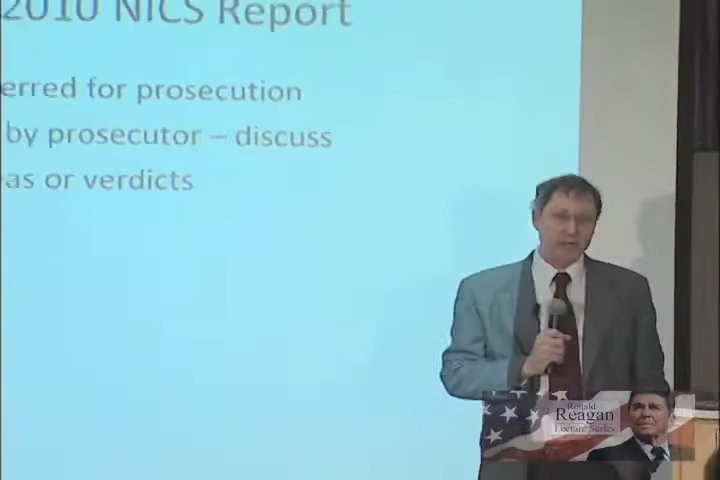 2010 NICS Report
erred for prosecution
by prosecutor – discuss
as or verdicts
Ronald
Reagan
Lecture Series